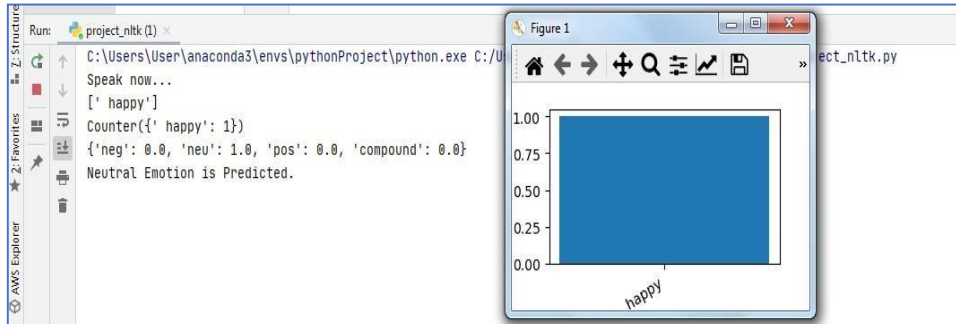 Run: project_nltk (1) ×
C:\Users\User\anaconda3\envs\pythonProject\python.exe C:/U
ect_nltk.py
Speak now...
[' happy']
Counter({' happy': 1})
{'neg': 0.0, 'neu': 1.0, 'pos': 0.0, 'compound': 0.0}
Neutral Emotion is Predicted.
Z: Structure
2: Favorites
AWS Explorer
Figure 1
»
1.00
0.75
0.50
0.25
0.00
happy